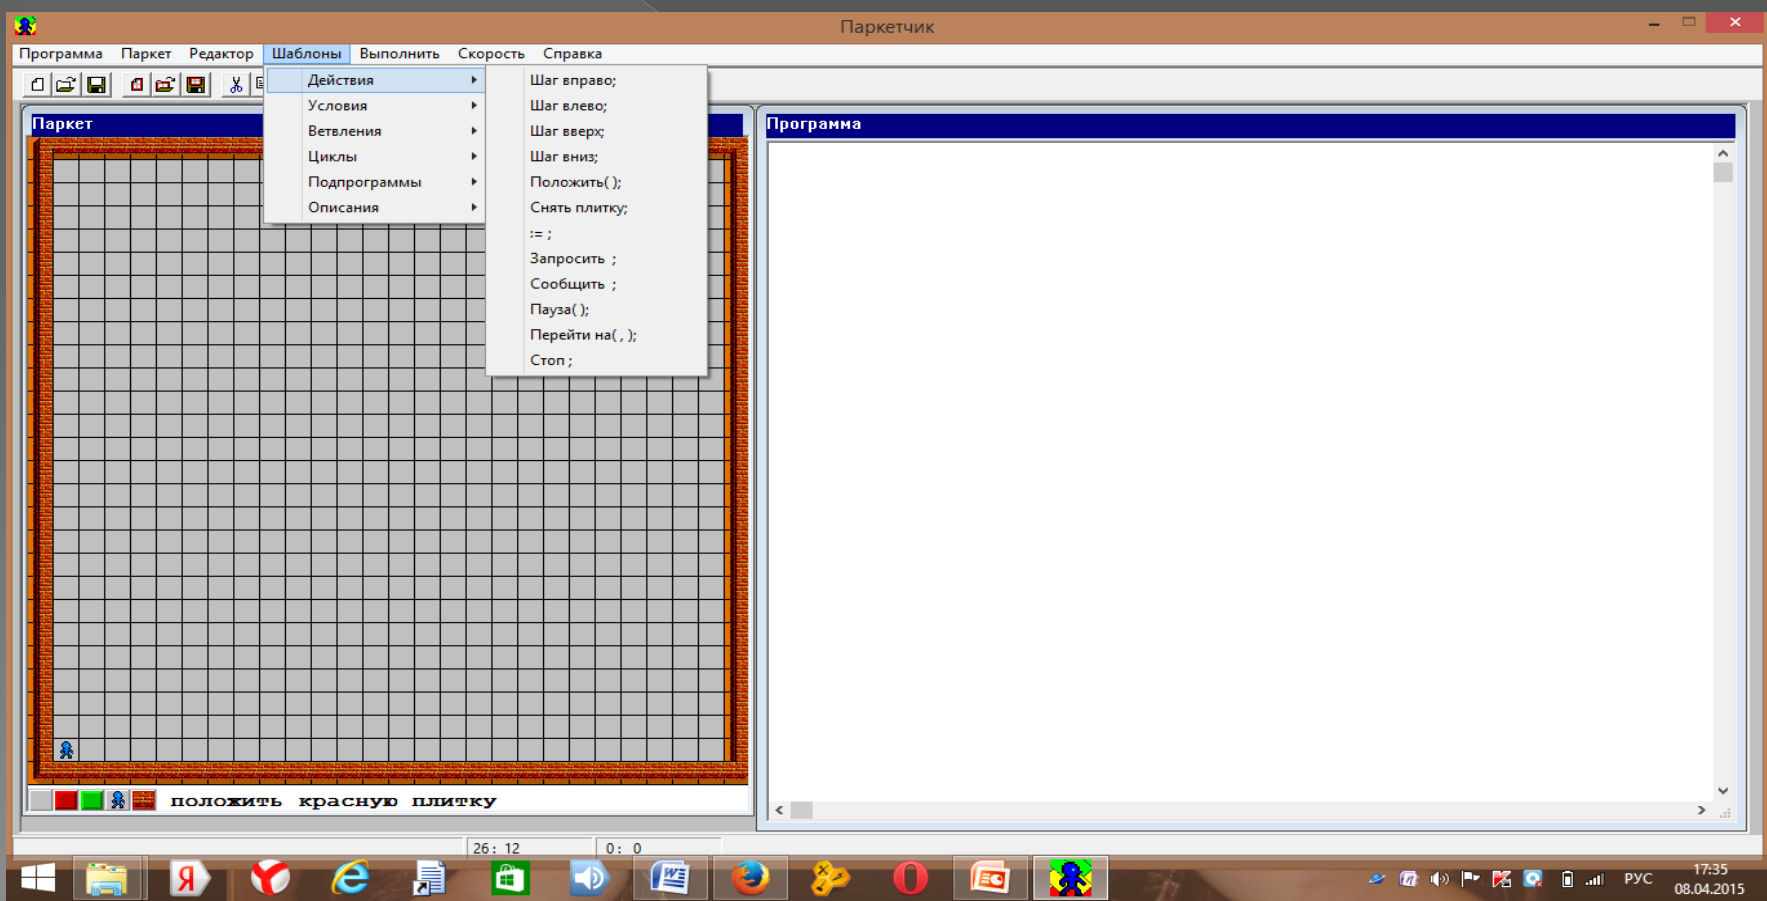 Паркетчик
Программа Паркет Редактор Шаблоны Выполнить Скорость Справка
Действия
Условия
Ветвления
Циклы
Подпрограммы
Описания
Шаг вправо;
Шаг влево;
Шаг вверх;
Шаг вниз;
Положить( );
Снять плитку;
:= ;
Запросить ;
Сообщить ;
Пауза( );
Перейти на( , );
Стоп ;
Паркет
Программа
положить красную плитку
26: 12 0: 0
РУС
17:35
08.04.2015